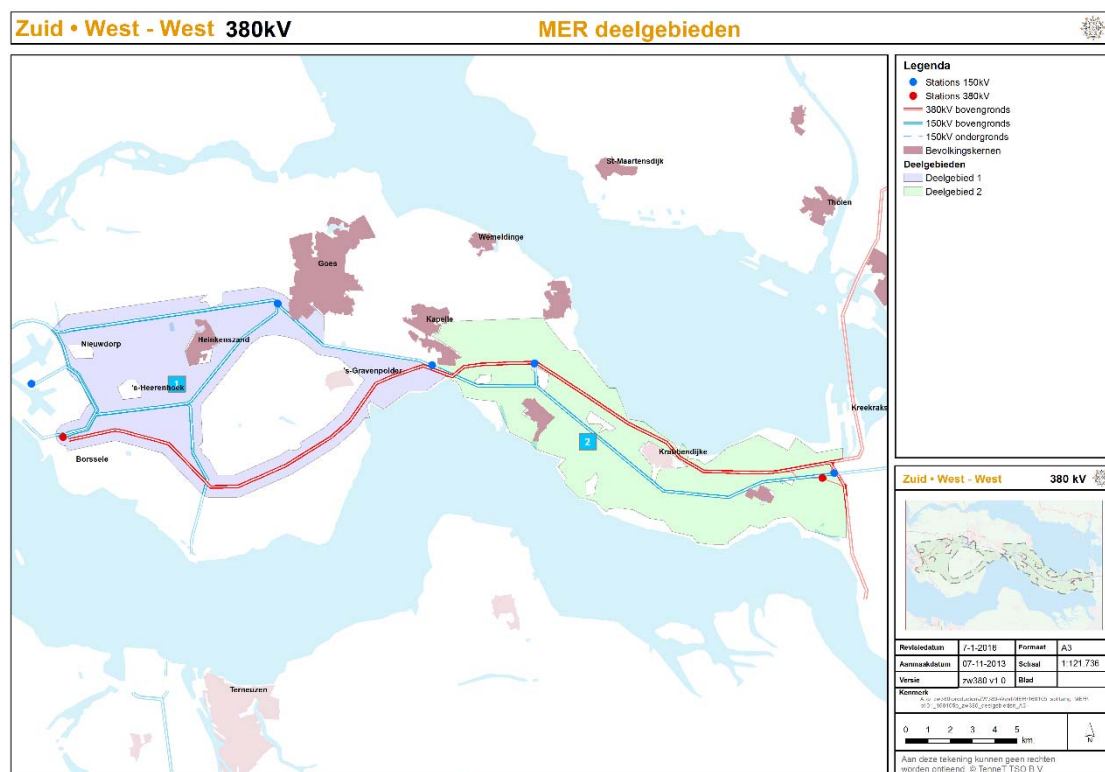 Zuid • West - West 380kV
MER deelgebieden
St-Maartensdijk
Tholen
Wemeldinge
Goes
Kapelle
Nieuwdorp
Heinkenszand
's-Gravenpolder
's-Heerenhoek
1
Kreekraks
2
Krabbendijke
Borssele
Terneuzen
Legenda
Stations 150kV
Stations 380kV
380kV bovengronds
150kV bovengronds
150kV ondergronds
Bevolkingskernen
Deelgebieden
Deelgebied 1
Deelgebied 2
Zuid • West - West 380 kV
Revisiedatum 7-1-2016 Formaat A3
Aanmaakdatum 07-11-2013 Schaal 1:121.736
Versie zw380 v1.0 Blad
Kenmerk
0 1 2 3 4 5
km
N
Aan deze tekening kunnen geen rechten
worden ontleend. © TenneT TSO B.V.